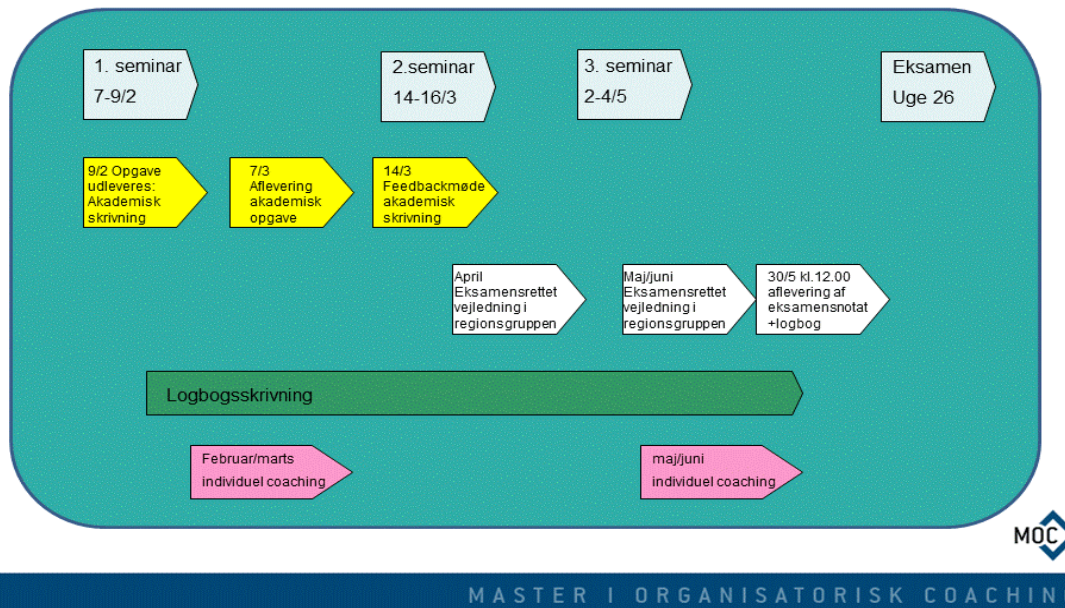 1. seminar
7-9/2
2.seminar
14-16/3
3. seminar
2-4/5
Eksamen
Uge 26
9/2 Opgave
udleveres:
Akademisk
skrivning
7/3
Aflevering
akademisk
opgave
14/3
Feedbackmøde
akademisk
skrivning
April
Eksamensrettet
vejledning i
regionsgruppen
Maj/juni
Eksamensrettet
vejledning i
regionsgruppen
30/5 kl.12.00
aflevering af
eksamensnotat
+logbog
Logbogsskrivning
Februar/marts
individuel coaching
maj/juni
individuel coaching
MOC
MASTER I ORGANISATORISK COACHIN